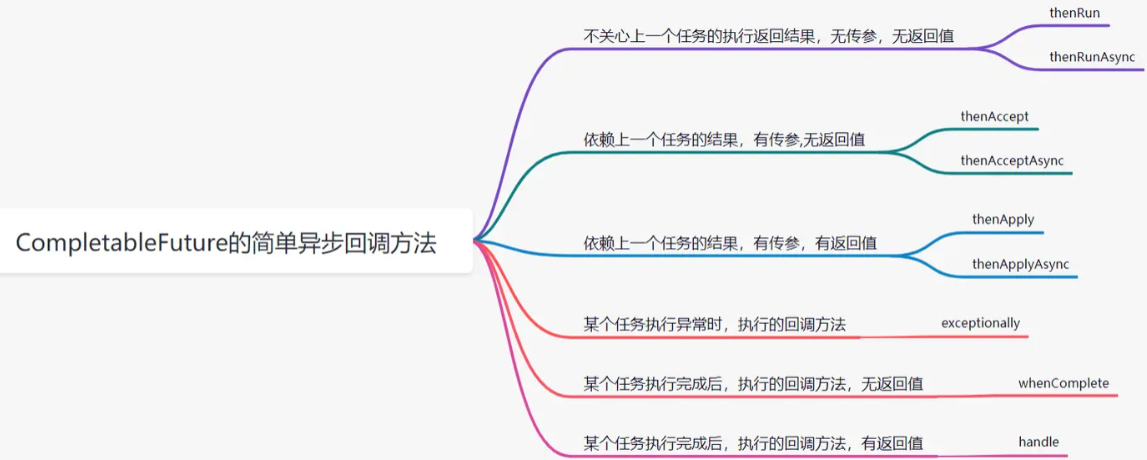 CompletableFuture的简单异步回调方法
不关心上一个任务的执行返回结果，无传参，无返回值
thenRun
thenRunAsync
依赖上一个任务的结果，有传参,无返回值
thenAccept
thenAcceptAsync
依赖上一个任务的结果，有传参，有返回值
thenApply
thenApplyAsync
某个任务执行异常时，执行的回调方法
exceptionally
某个任务执行完成后，执行的回调方法，无返回值
whenComplete
某个任务执行完成后，执行的回调方法，有返回值
handle